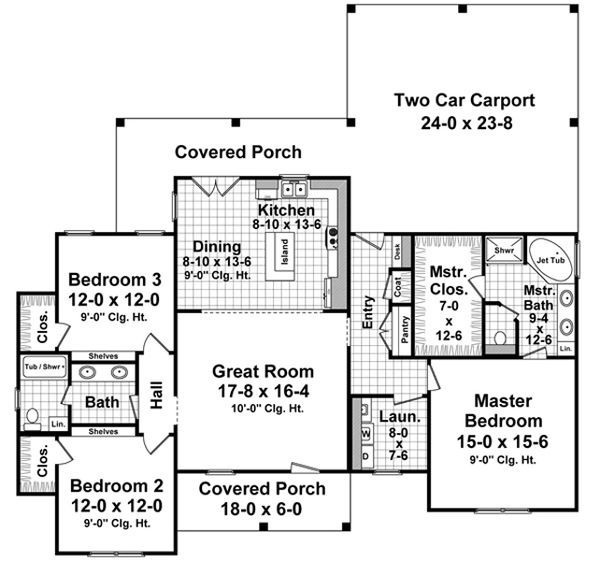 Two Car Carport
24-0 x 23-8
Covered Porch
Kitchen
8-10 x 13-6
Island
Dining
8-10 x 13-6
9'-0" Clg. Ht.
Desk
Coat
Pantry
Entry
Mstr.
Clos.
7-0
x
12-6
Shwr
Jet Tub
Mstr.
Bath
9-4
x
12-6
Lin.
Bedroom 3
12-0 x 12-0
9'-0" Clg. Ht.
Clos.
Shelves
Tub / Shwr
Bath
Lin.
Hall
Shelves
Clos.
Great Room
17-8 x 16-4
10'-0" Clg. Ht.
Laun.
8-0
x
7-6
W
D
Master
Bedroom
15-0 x 15-6
9'-0" Clg. Ht.
Bedroom 2
12-0 x 12-0
9'-0" Clg. Ht.
Covered Porch
18-0 x 6-0